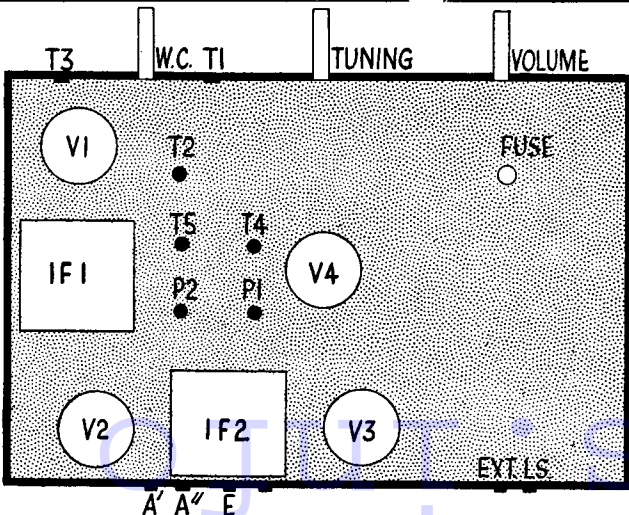 T3 W.C. T1 TUNING VOLUME
V1 T2 FUSE
T5 T4
IF1 V4
P2 P1
V2 IF2 V3
EXT LS
A' A" E